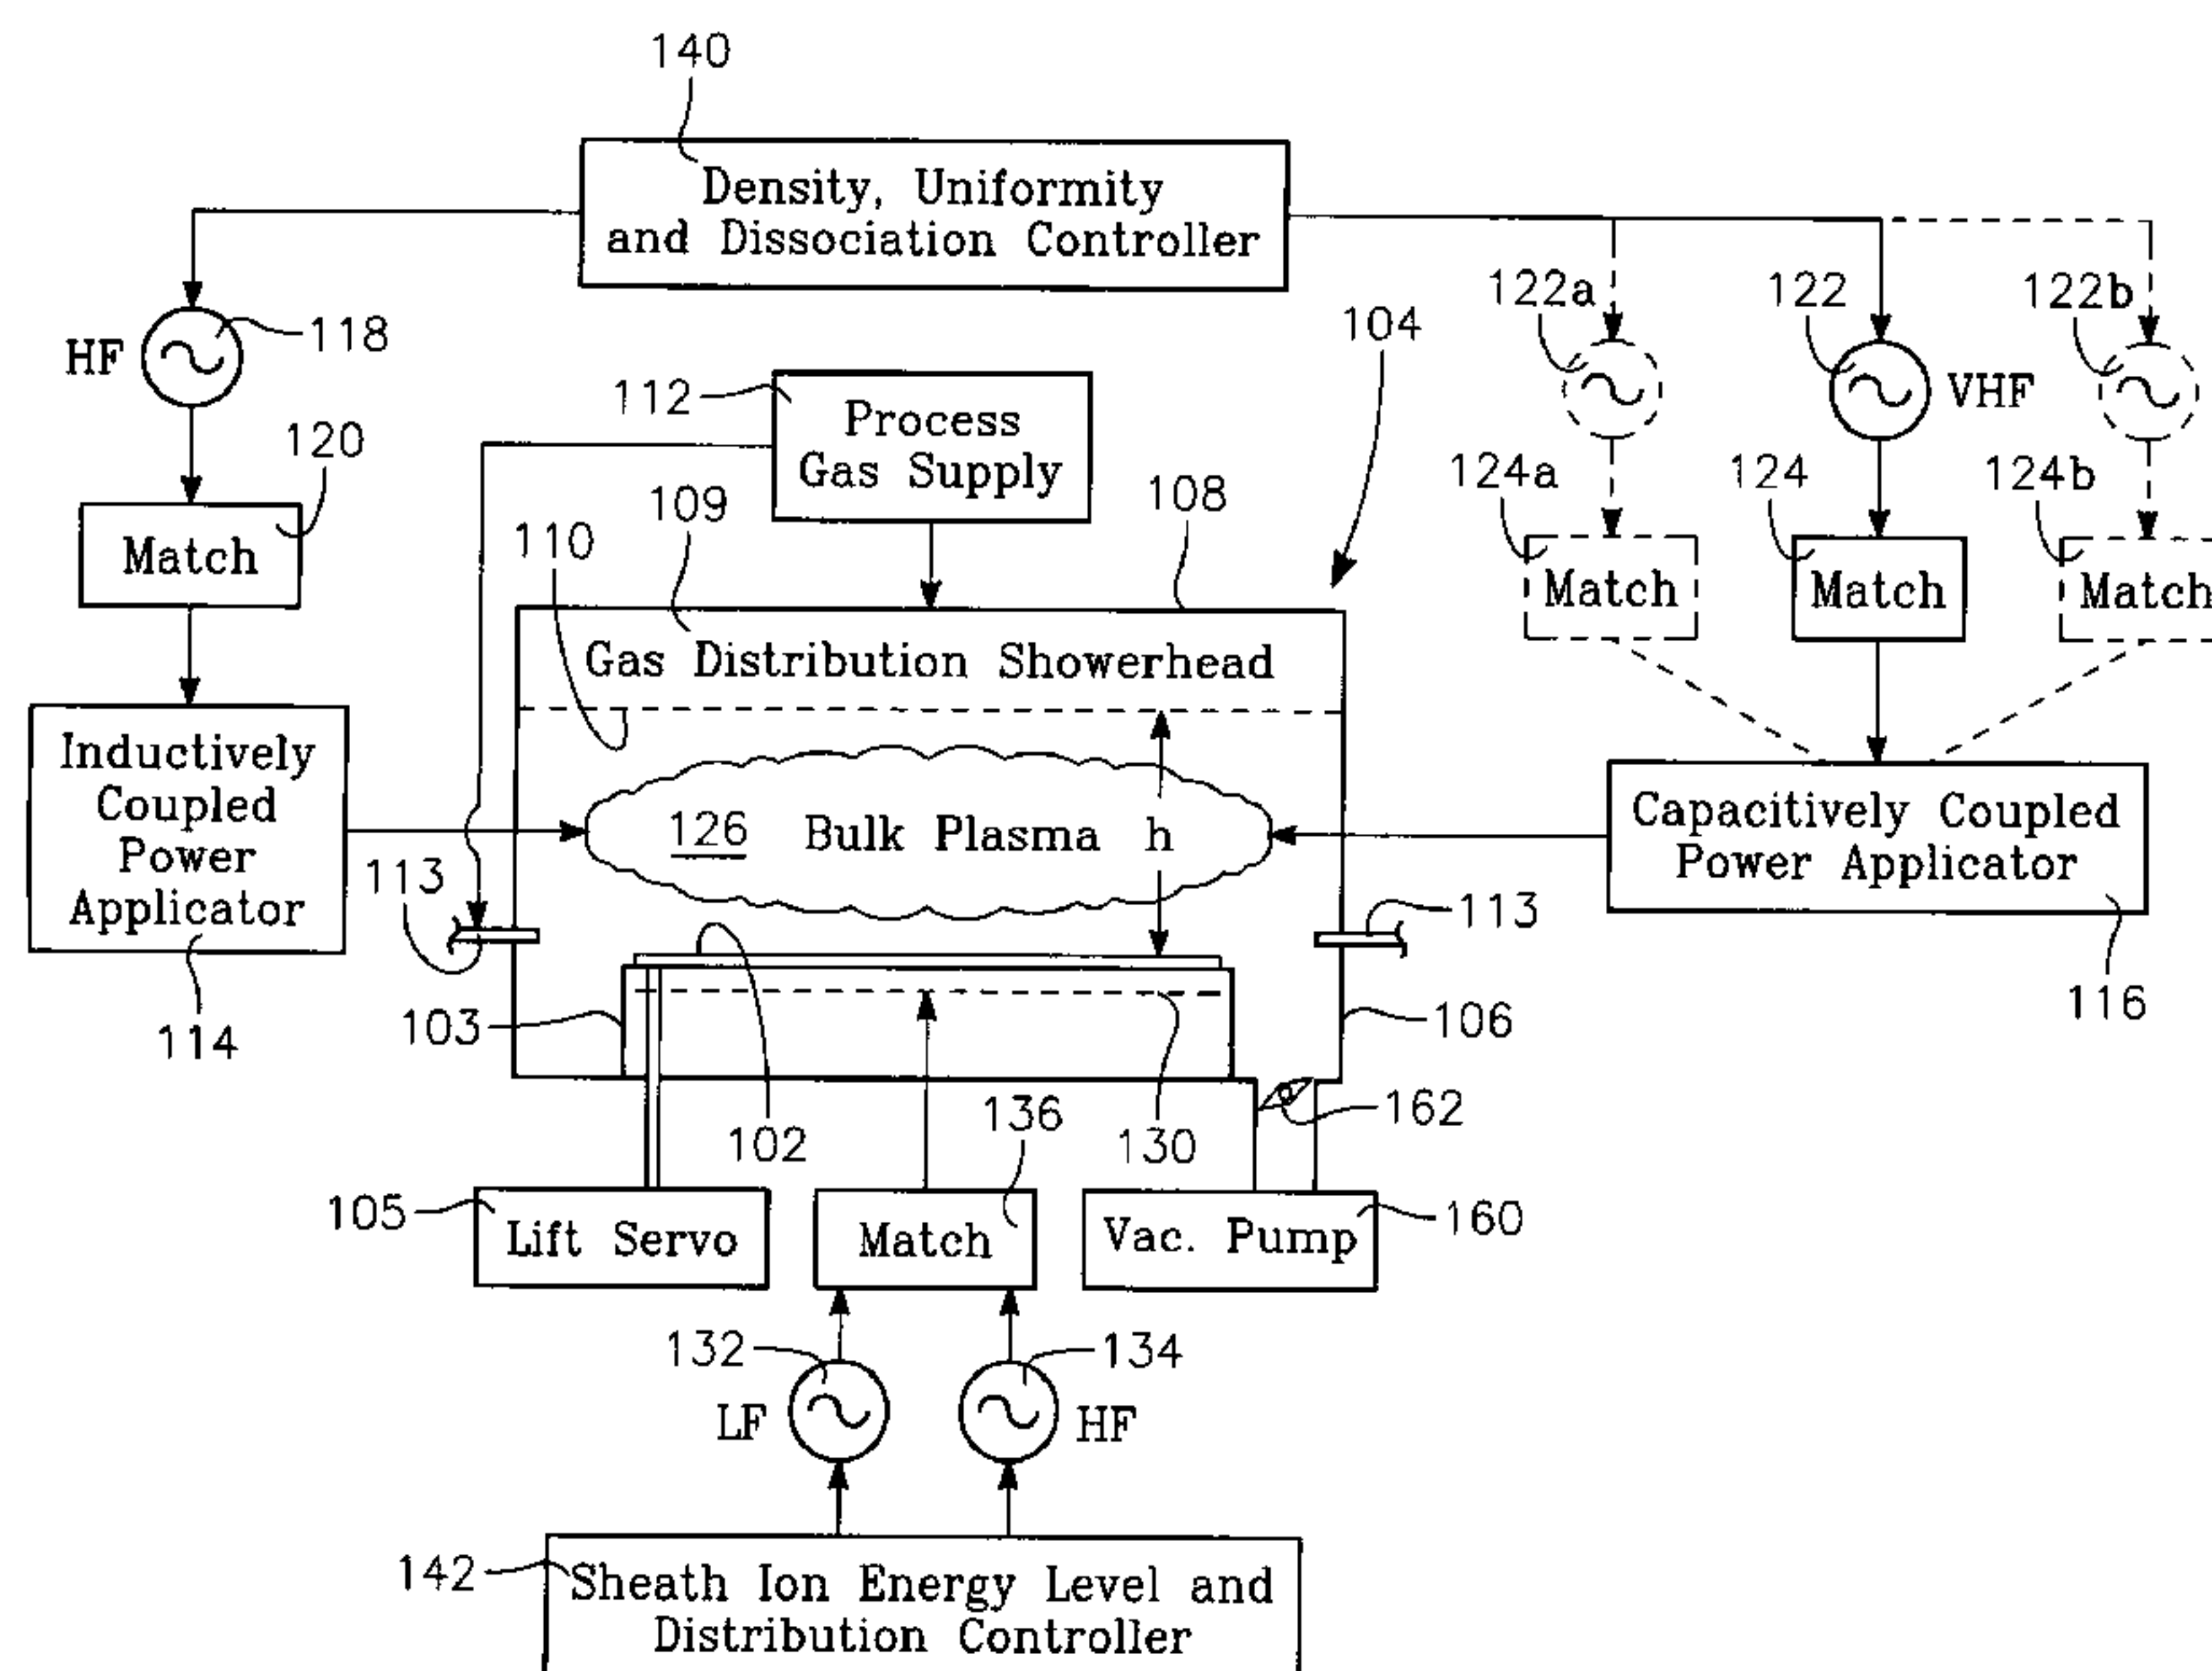 140
Density, Uniformity
and Dissociation Controller
122a
122
122b
104
HF
118
VHF
112
Process
Gas Supply
120
109
108
124a
124
124b
110
Match
Match
Match
Match
Gas Distribution Showerhead
Inductively
Coupled
Power
Applicator
126
Bulk Plasma
h
Capacitively Coupled
Power Applicator
113
113
114
103
106
116
102
136
130
162
105
Lift Servo
Match
Vac. Pump
160
132
134
LF
HF
142
Sheath Ion Energy Level and
Distribution Controller